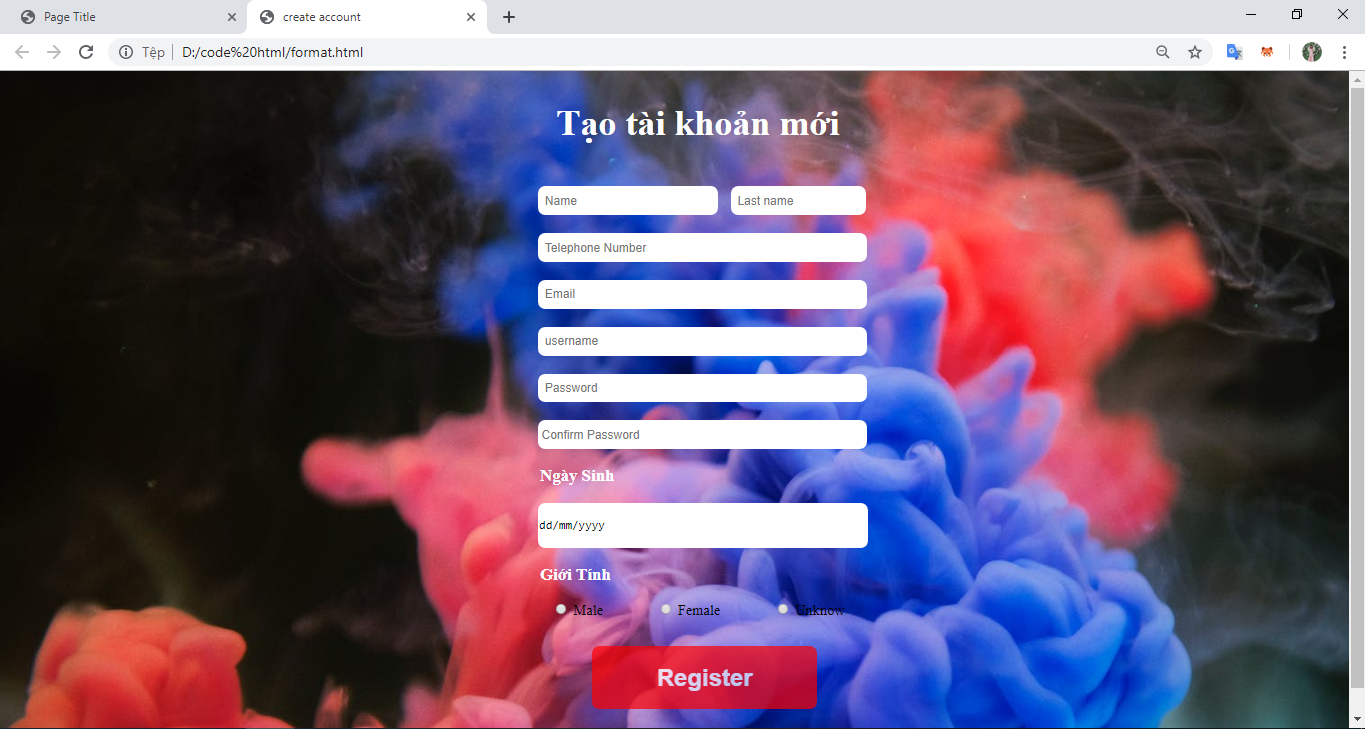 Page Title
create account
Tệp
D:/code%20html/format.html
Tạo tài khoản mới
Name
Last name
Telephone Number
Email
username
Password
Confirm Password
Ngày Sinh
dd/mm/yyyy
Giới Tính
Male Female Unknow
Register